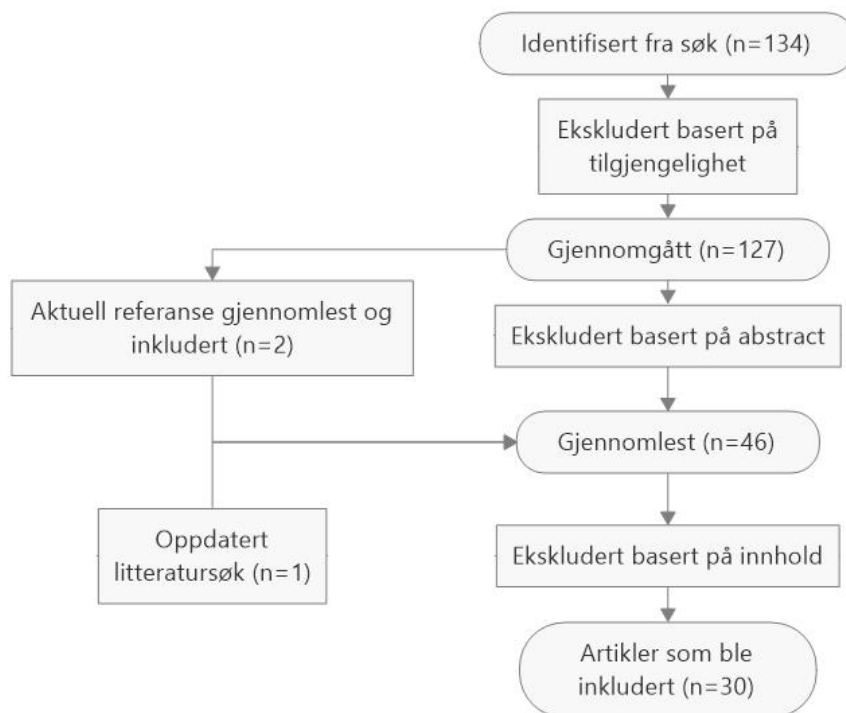 Identifisert fra søk (n=134)
Ekskludert basert på
tilgjengelighet
Gjennomgått (n=127)
Aktuell referanse gjennomlest og
inkludert (n=2)
Ekskludert basert på abstract
Gjennomlest (n=46)
Oppdatert
litteratursøk (n=1)
Ekskludert basert på innhold
Artikler som ble
inkludert (n=30)